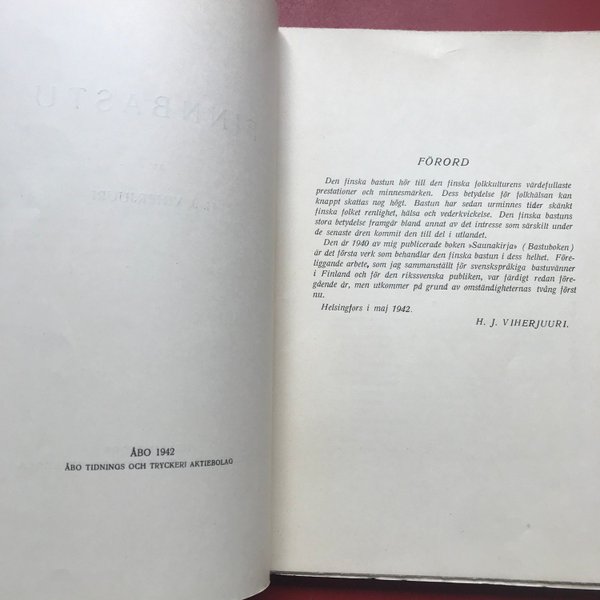 ÅBO 1942
ÅBO TIDNINGS OCH TRYCKERI AKTIEBOLAG
FÖRORD
Den finska bastun hör till den finska folkkulturens värdefullaste
prestationer och minnesmärken. Dess betydelse för folkhälsan kan
knappt skattas nog högt. Bastun har sedan urminnes tider skänkt
finska folket renlighet, hälsa och vederkvickelse. Den finska bastuns
stora betydelse framgår bland annat av det intresse som särskilt under
de senaste åren kommit den till del i utlandet.
Den år 1940 av mig publicerade boken »Saunakirja» (Bastuboken)
är det första verk som behandlar den finska bastun i dess helhet. Före-
liggande arbete, som jag sammanställt för svenskspråkiga bastuvänner
i Finland och för den rikssvenska publiken, var färdigt redan före-
gående år, men utkommer på grund av omständigheternas tvång först
nu.
Helsingfors i maj 1942.
H. J. VIHERJUURI.